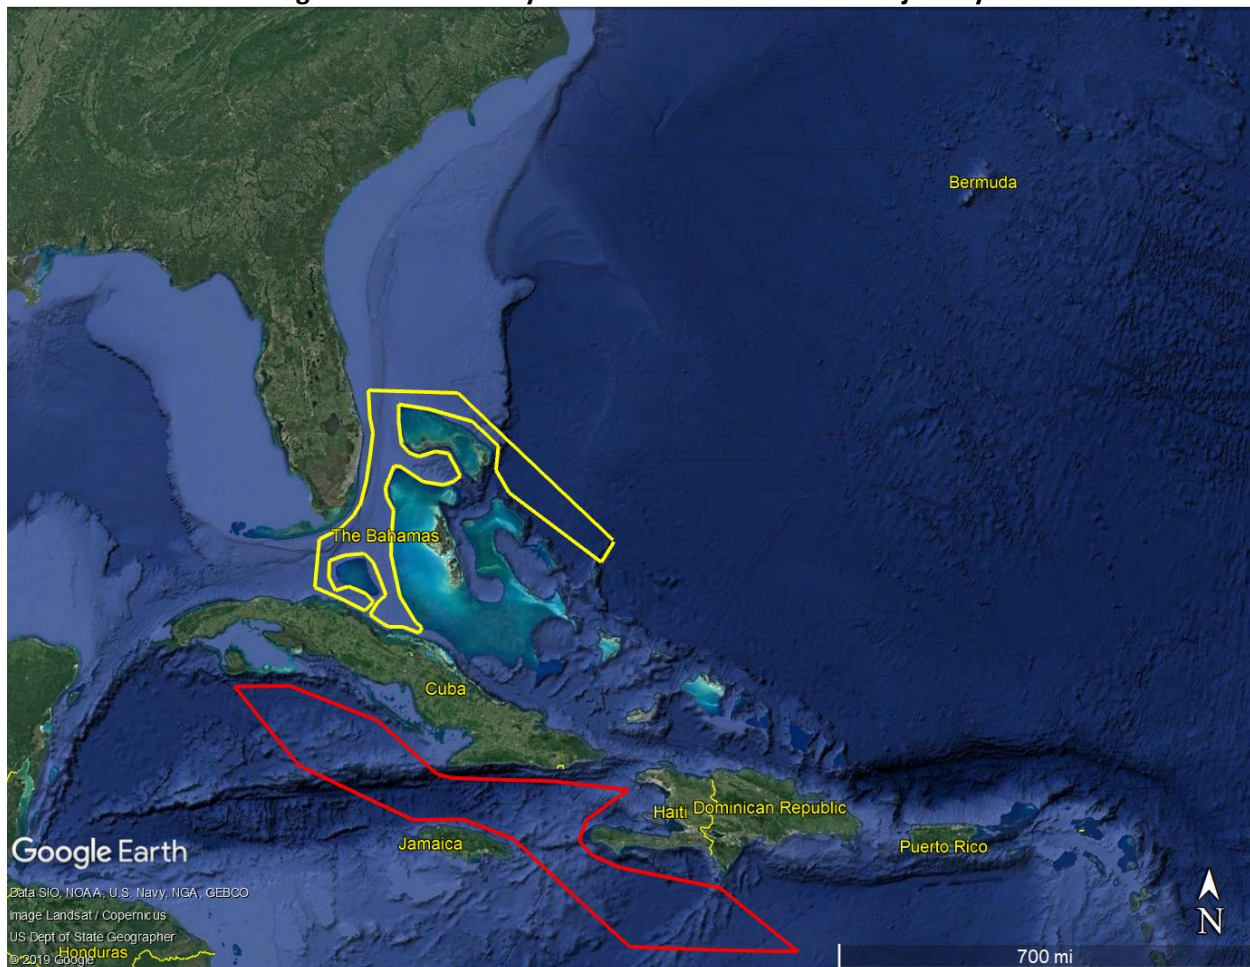 Bermuda
The Bahamas
Cuba
Haiti
Dominican Republic
Jamaica
Puerto Rico
Google Earth
Data SIO, NOAA, U.S. Navy, NGA, GEBCO
Image Landsat / Copernicus
US Dept of State Geographer
Honduras
© 2019 Google
N
700 mi